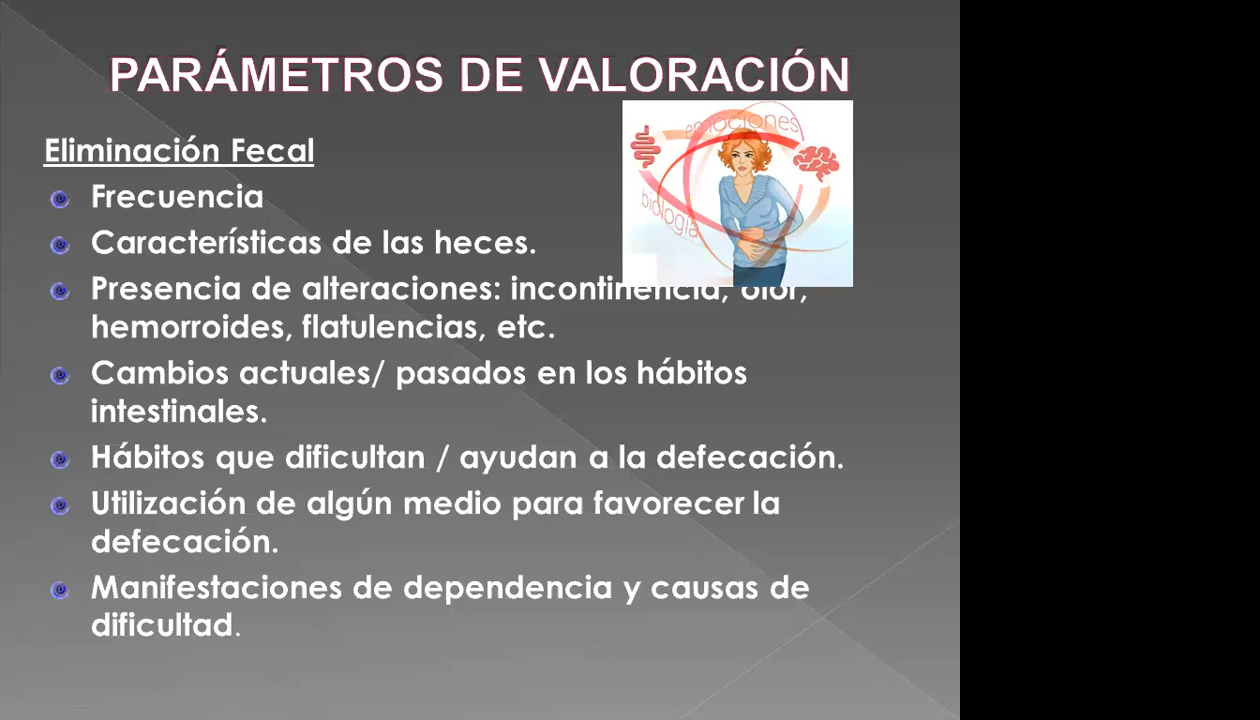 PARÁMETROS DE VALORACIÓN
emociones
biología
Eliminación Fecal
Frecuencia
Características de las heces.
Presencia de alteraciones: incontinencia, olor,
hemorroides, flatulencias, etc.
Cambios actuales/ pasados en los hábitos
intestinales.
Hábitos que dificultan / ayudan a la defecación.
Utilización de algún medio para favorecer la
defecación.
Manifestaciones de dependencia y causas de
dificultad.